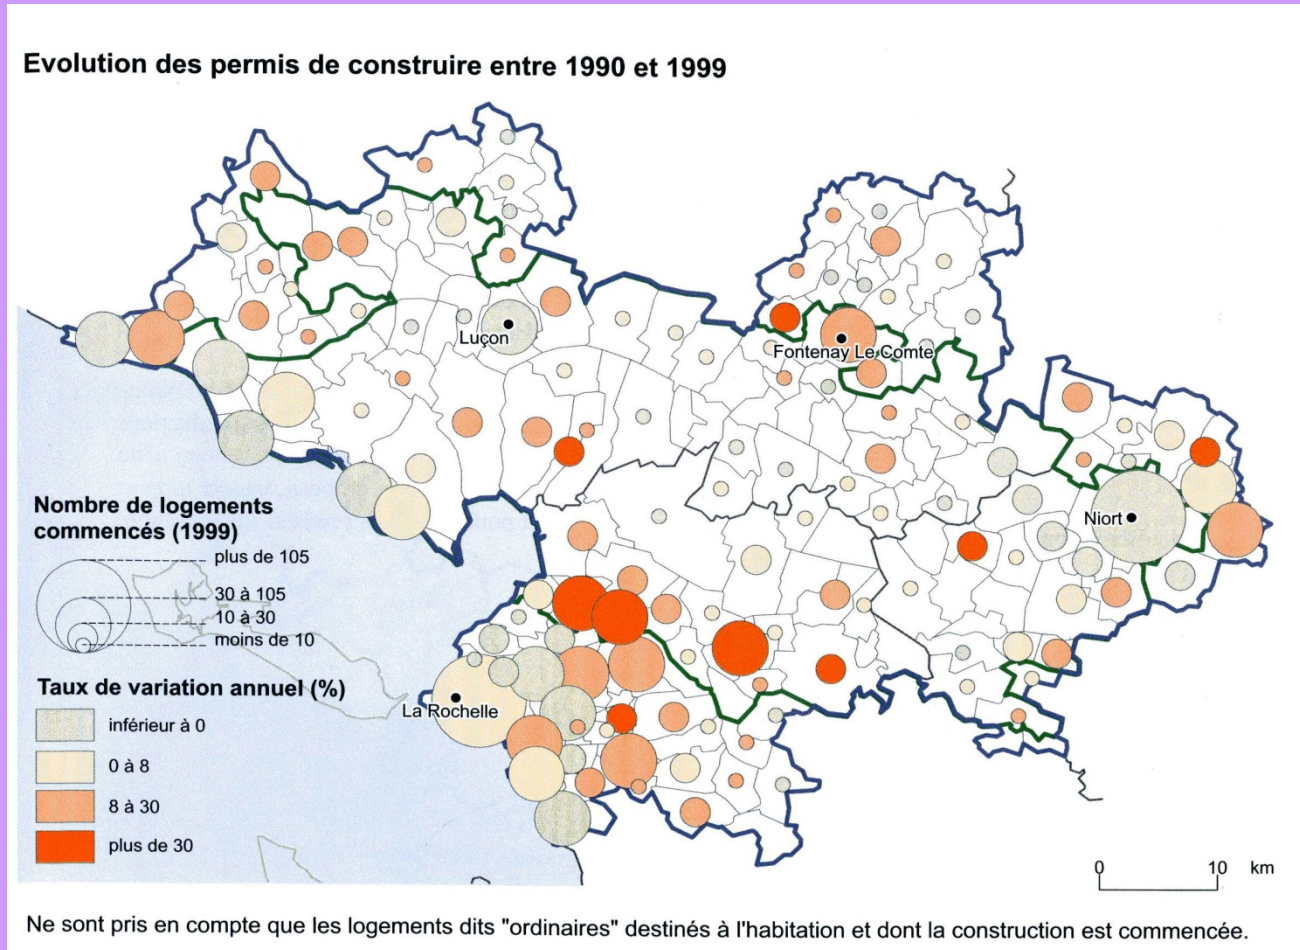 Evolution des permis de construire entre 1990 et 1999
Luçon
Fontenay Le Comte
Niort
La Rochelle
Nombre de logements
commencés (1999)
plus de 105
30 à 105
10 à 30
moins de 10
Taux de variation annuel (%)
inférieur à 0
0 à 8
8 à 30
plus de 30
0 10 km
Ne sont pris en compte que les logements dits "ordinaires" destinés à l'habitation et dont la construction est commencée.